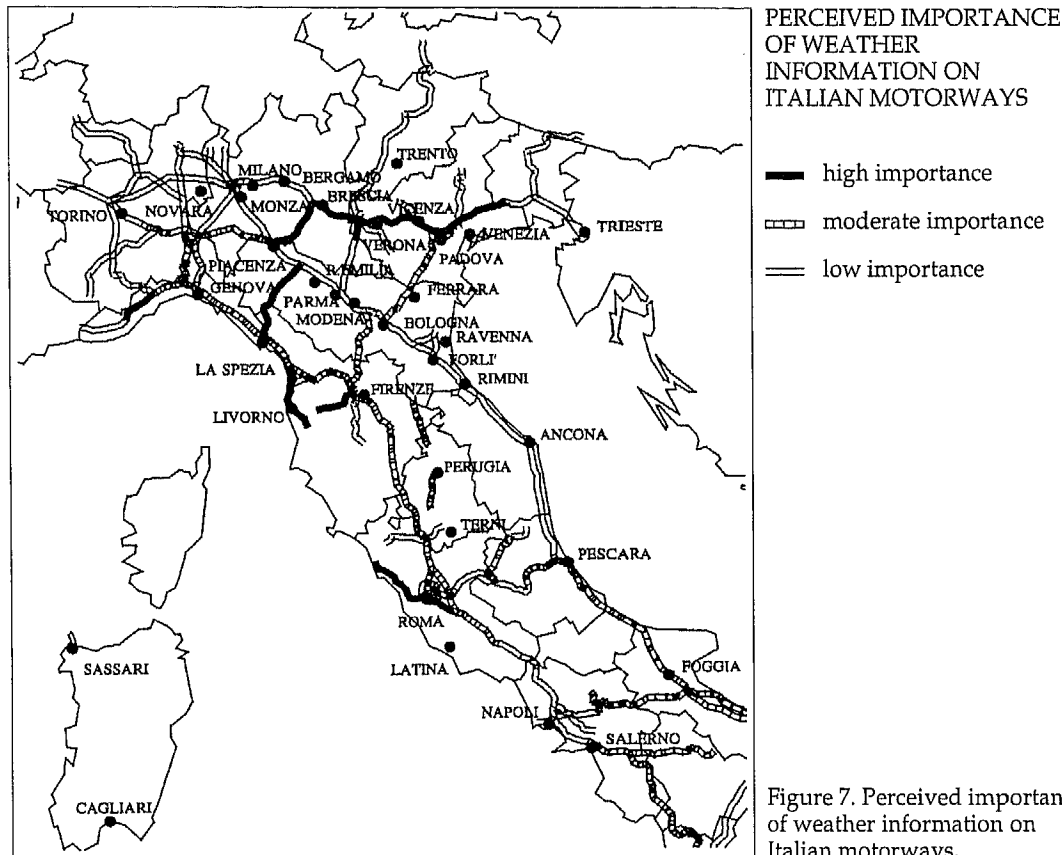 PERCEIVED IMPORTANCE
OF WEATHER
INFORMATION ON
ITALIAN MOTORWAYS
high importance
moderate importance
low importance
TRENTO
MILANO
BERGAMO
BRESCIA
NOVARA
MONZA
VICENZA
TORINO
TRIESTE
VERONA
VENEZIA
PADOVA
PIACENZA
R.EMILIA
GENOVA
FERRARA
PARMA
MODENA
BOLOGNA
RAVENNA
FORLI'
LA SPEZIA
RIMINI
FIRENZE
LIVORNO
ANCONA
PERUGIA
TERNI
PESCARA
ROMA
LATINA
SASSARI
FOGGIA
NAPOLI
SALERNO
CAGLIARI
Figure 7. Perceived importan
of weather information on
Italian motorways.